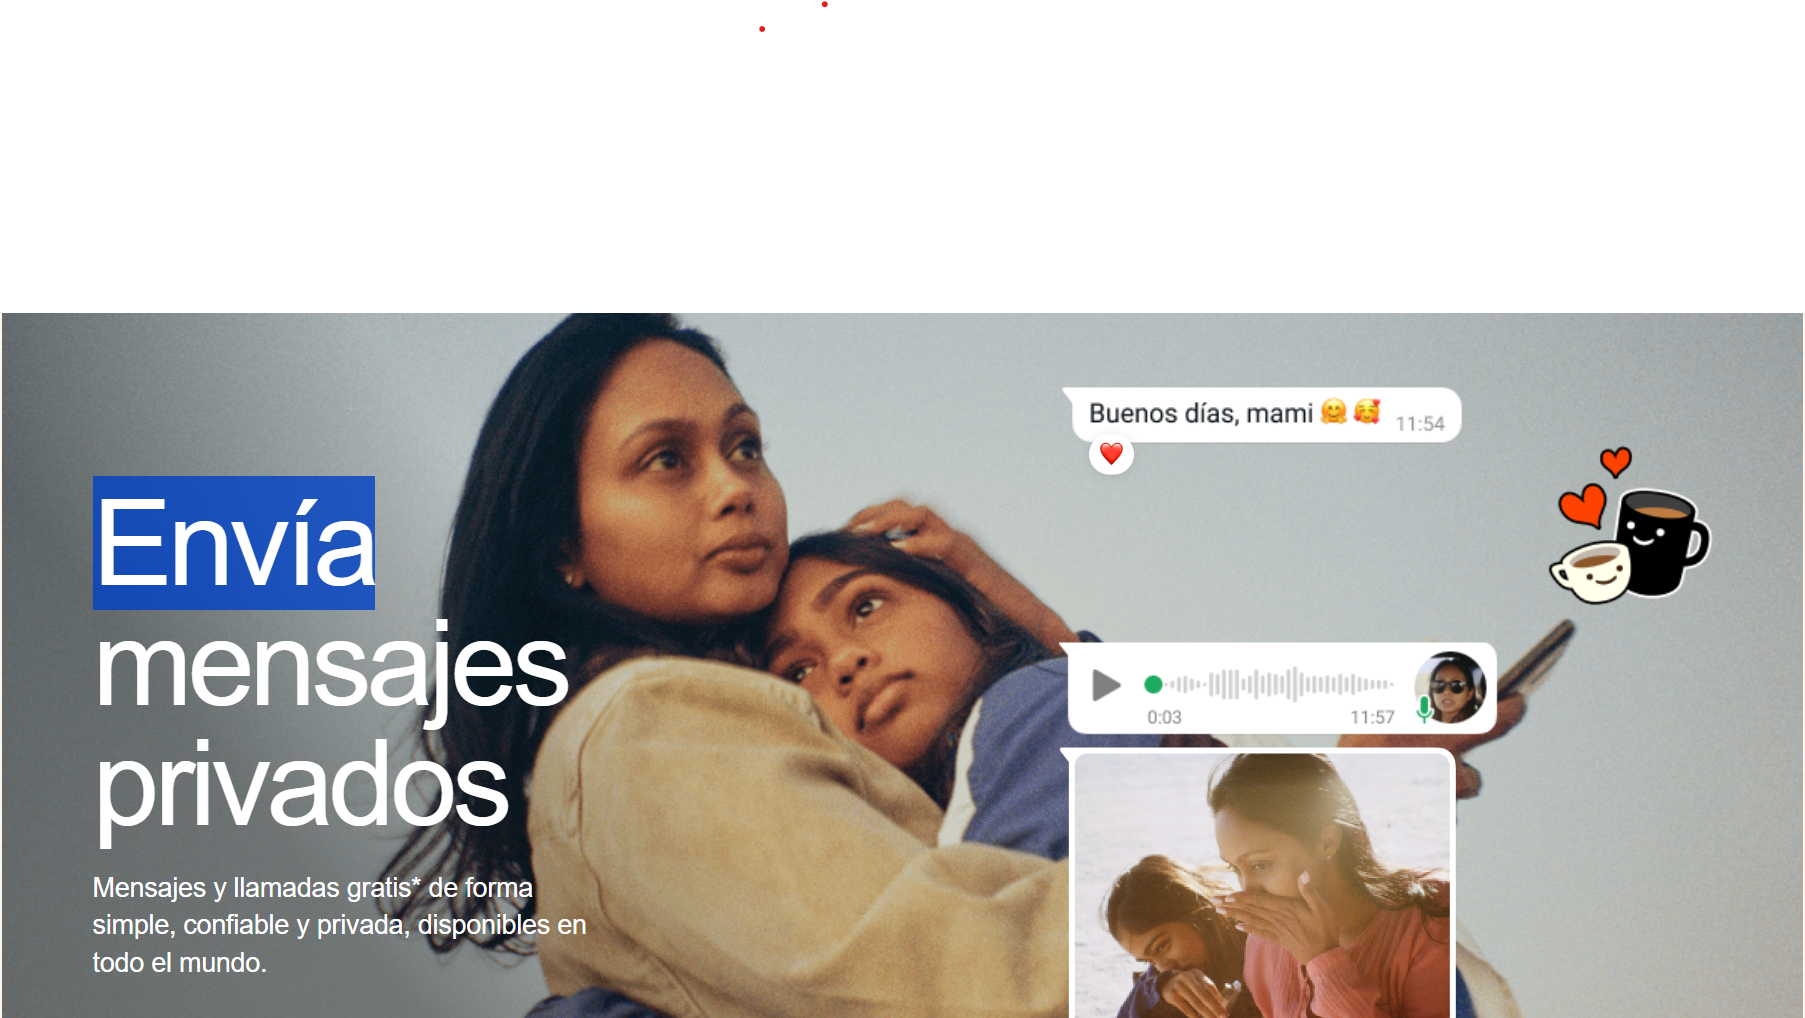 Buenos días, mami 🤗 🥰 11:54
❤️
Envía
mensajes
privados
0:03 11:57
Mensajes y llamadas gratis* de forma
simple, confiable y privada, disponibles en
todo el mundo.